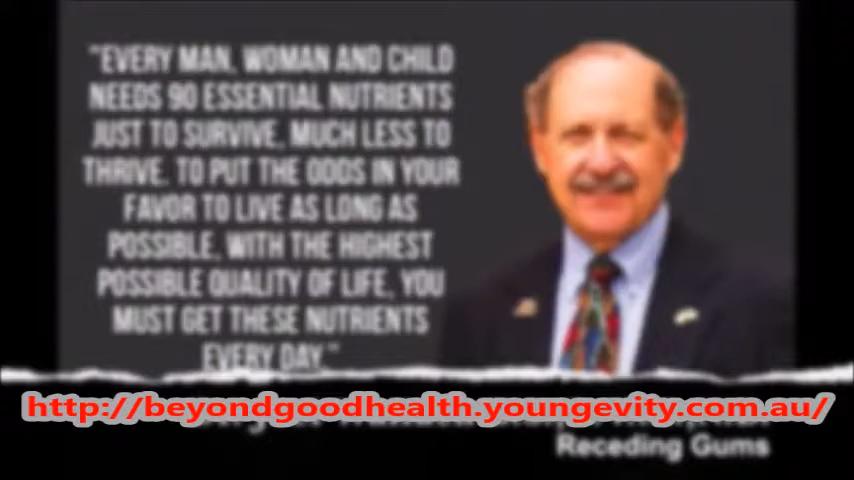 "EVERY MAN, WOMAN AND CHILD
NEEDS 90 ESSENTIAL NUTRIENTS
JUST TO SURVIVE, MUCH LESS TO
THRIVE. TO PUT THE ODDS IN YOUR
FAVOR TO LIVE AS LONG AS
POSSIBLE, WITH THE HIGHEST
POSSIBLE QUALITY OF LIFE, YOU
MUST GET THESE NUTRIENTS
EVERY DAY."
http://beyondgoodhealth.youngevity.com.au/
Receding Gums